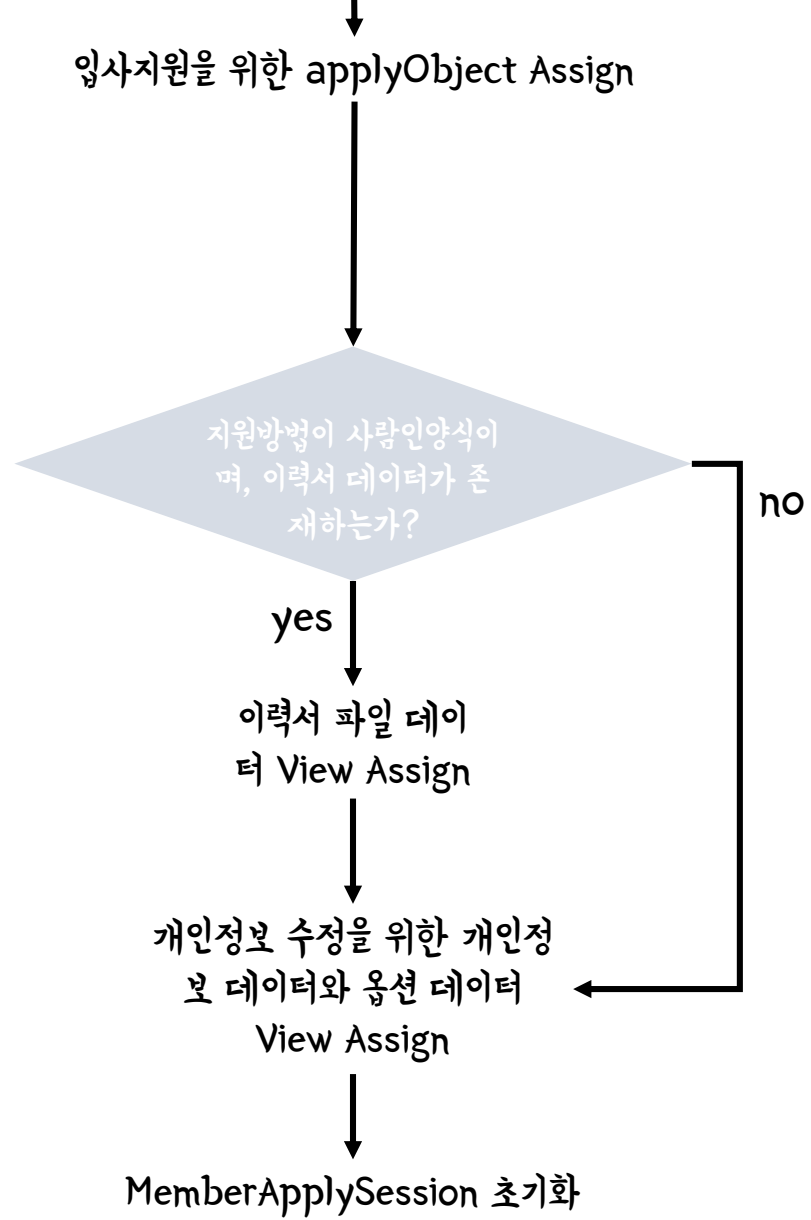 입사지원을 위한 applyObject Assign
지원방법이 사람인양식이
며, 이력서 데이터가 존
재하는가?
no
yes
이력서 파일 데이
터 View Assign
개인정보 수정을 위한 개인정
보 데이터와 옵션 데이터
View Assign
MemberApplySession 초기화